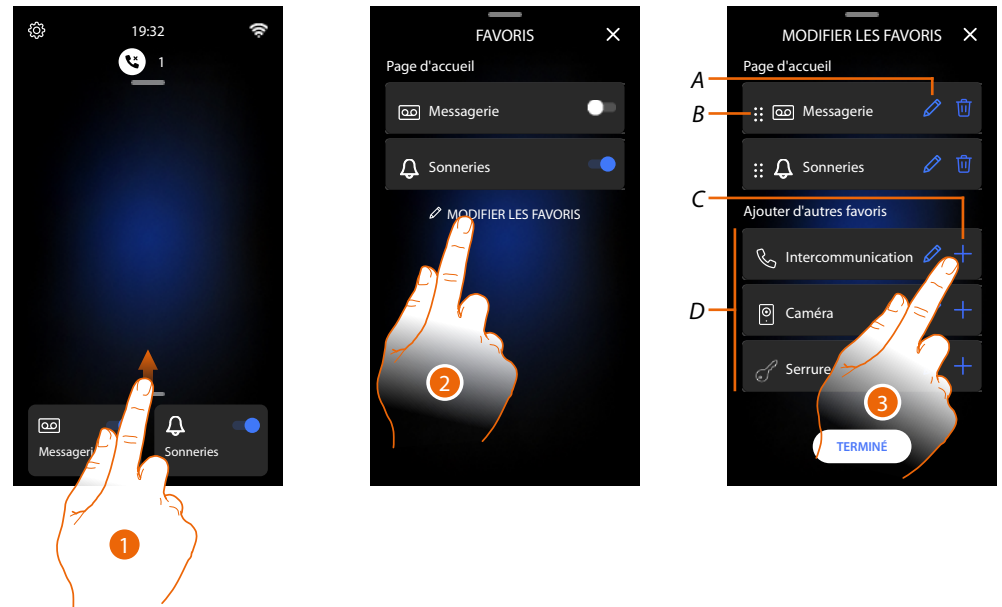 19:32
1
Messageri
Sonneries
1
FAVORIS
Page d'accueil
Messagerie
Sonneries
MODIFIER LES FAVORIS
2
MODIFIER LES FAVORIS
Page d'accueil
A
B
Messagerie
Sonneries
C
Ajouter d'autres favoris
Intercommunication
D
Caméra
Serrure
3
TERMINÉ